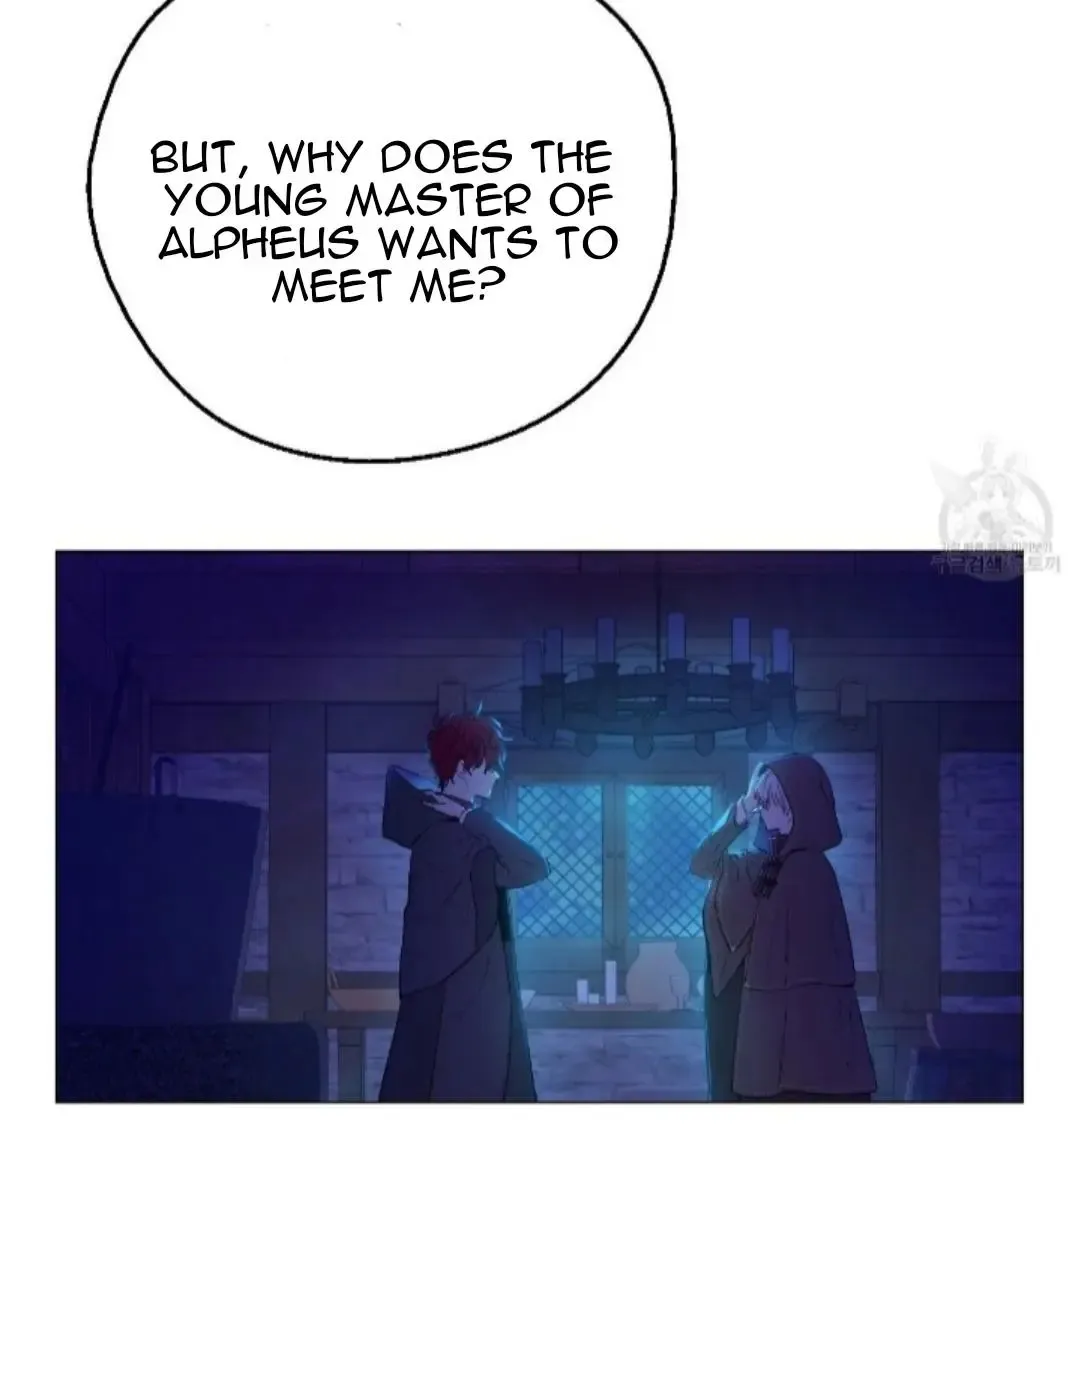 BUT, WHY DOES THE
YOUNG MASTER OF
ALPHEUS WANTS TO
MEET ME?